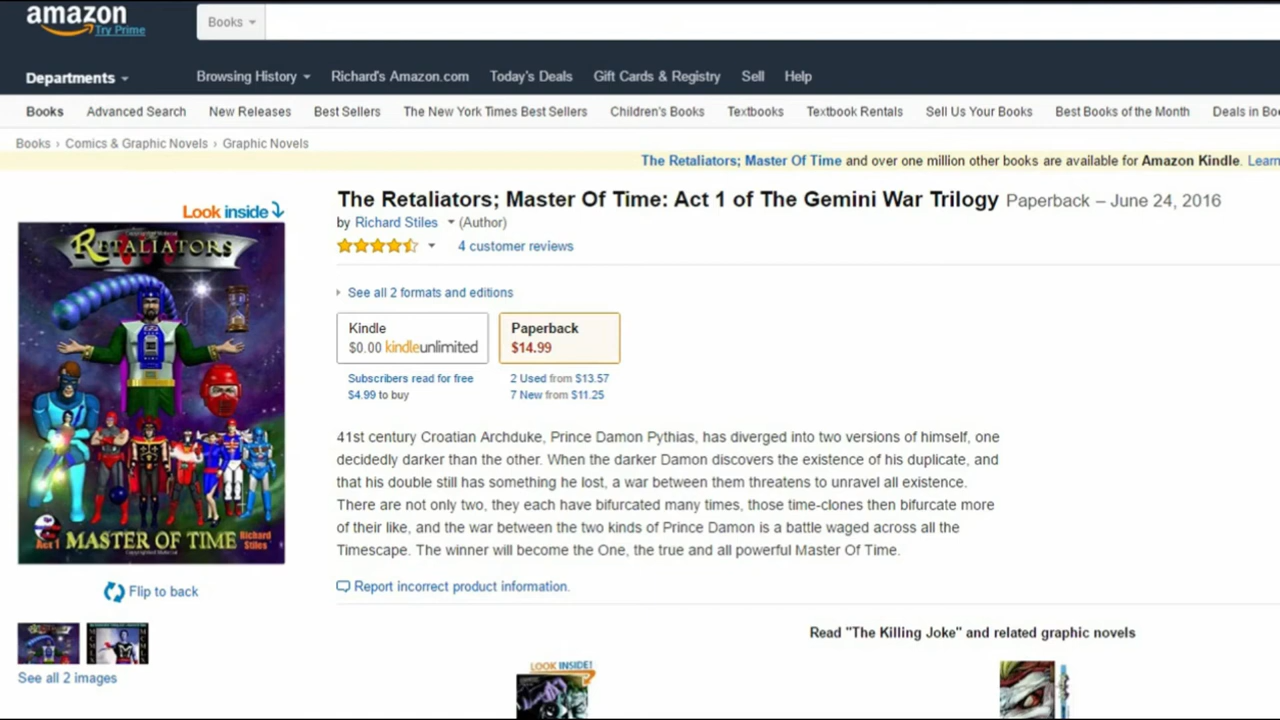 amazon
Try Prime
Books
Departments
Browsing History
Richard's Amazon.com
Today's Deals
Gift Cards & Registry
Sell
Help
Books
Advanced Search
New Releases
Best Sellers
The New York Times Best Sellers
Children's Books
Textbooks
Textbook Rentals
Sell Us Your Books
Best Books of the Month
Deals in Bo
Books › Comics & Graphic Novels › Graphic Novels
The Retaliators; Master Of Time and over one million other books are available for Amazon Kindle. Learn
Look inside
The Retaliators; Master Of Time: Act 1 of The Gemini War Trilogy Paperback – June 24, 2016
by Richard Stiles (Author)
4 customer reviews
See all 2 formats and editions
Kindle
$0.00 kindleunlimited
Subscribers read for free
$4.99 to buy
Paperback
$14.99
2 Used from $13.57
7 New from $11.25
RETALIATORS
Act 1
MASTER OF TIME
Richard
Stiles
41st century Croatian Archduke, Prince Damon Pythias, has diverged into two versions of himself, one
decidedly darker than the other. When the darker Damon discovers the existence of his duplicate, and
that his double still has something he lost, a war between them threatens to unravel all existence.
There are not only two, they each have bifurcated many times, those time-clones then bifurcate more
of their like, and the war between the two kinds of Prince Damon is a battle waged across all the
Timescape. The winner will become the One, the true and all powerful Master Of Time.
Report incorrect product information.
Flip to back
See all 2 images
Read "The Killing Joke" and related graphic novels
LOOK INSIDE!